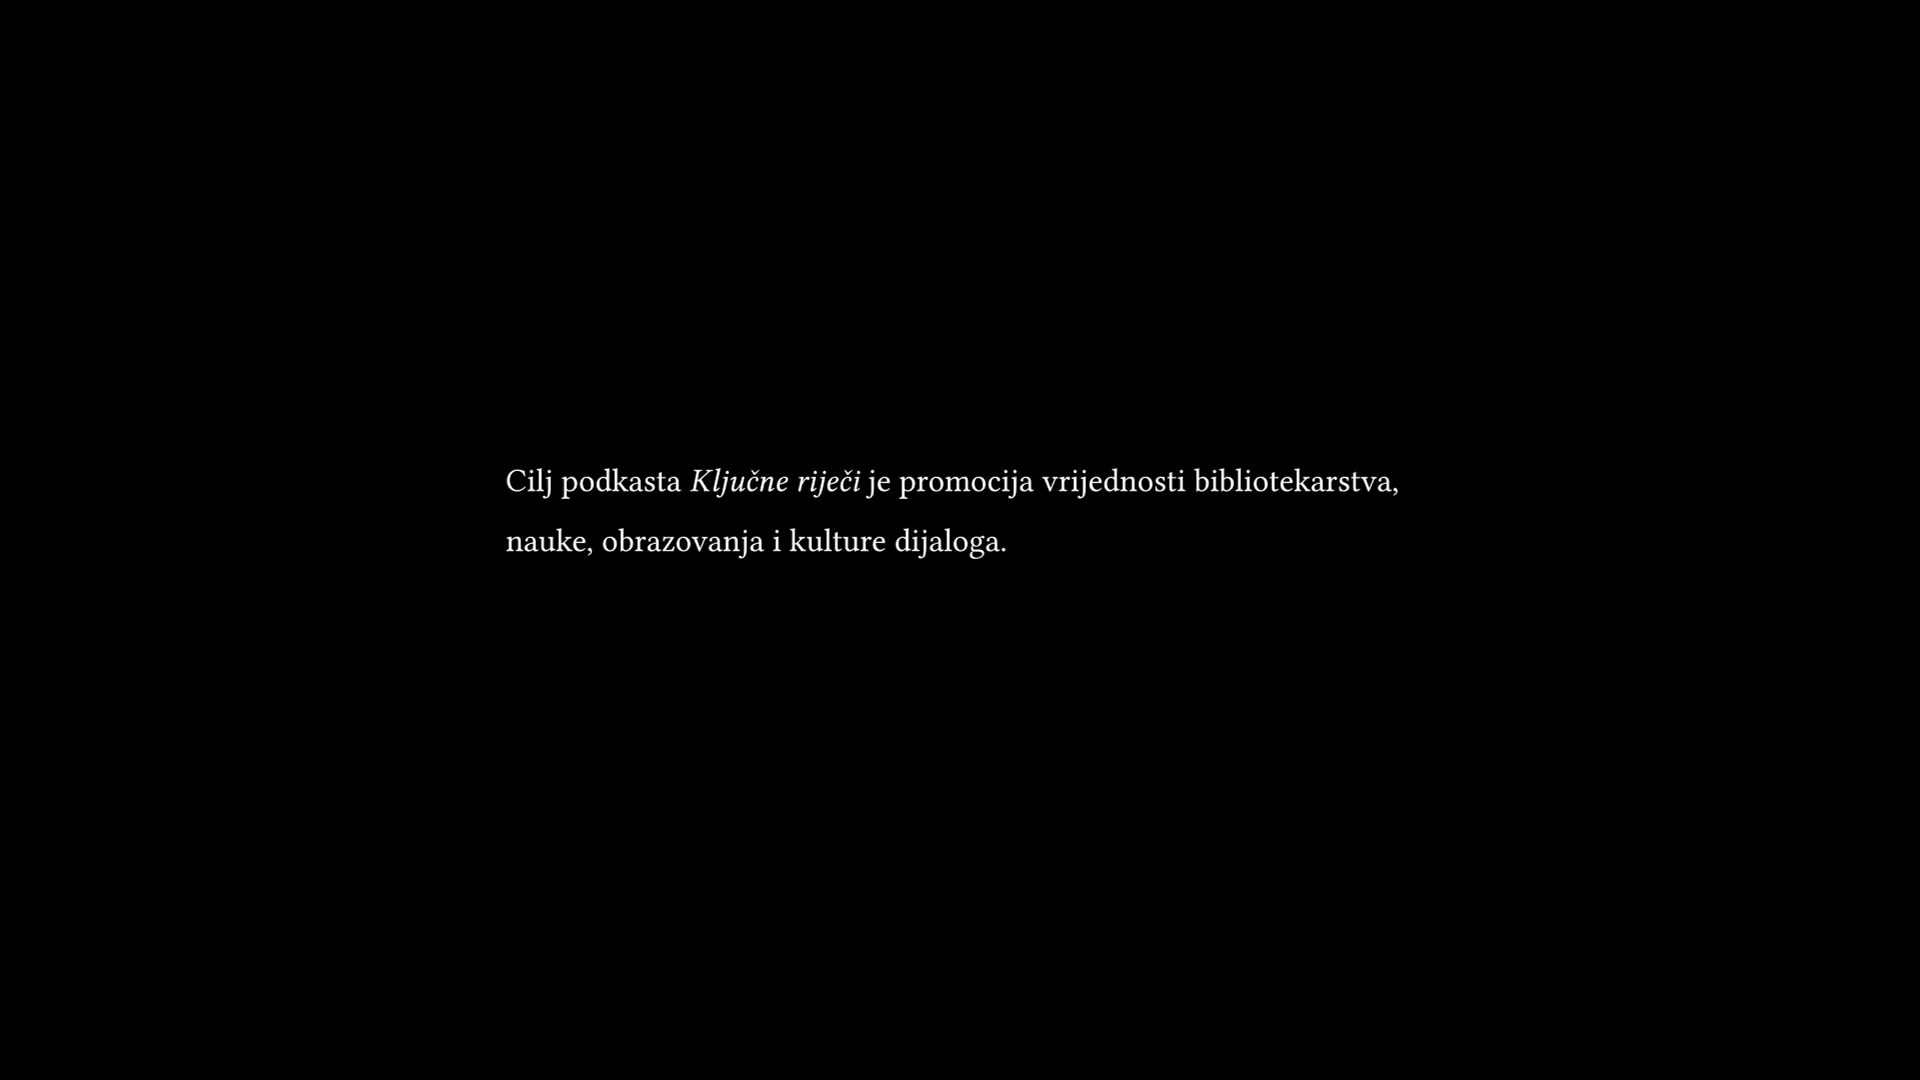 Cilj podkasta Ključne riječi je promocija vrijednosti bibliotekarstva,
nauke, obrazovanja i kulture dijaloga.